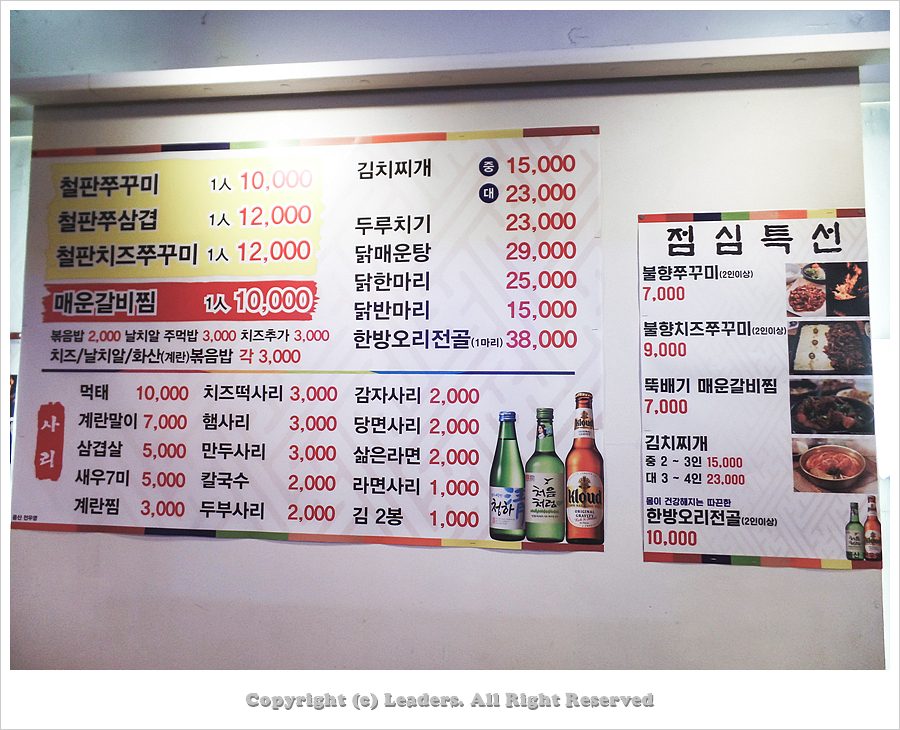 철판쭈꾸미 1人 10,000
철판쭈삼겹 1人 12,000
철판치즈쭈꾸미 1人 12,000
매운갈비찜 1人 10,000
볶음밥 2,000 날치알 주먹밥 3,000 치즈추가 3,000
치즈/날치알/화산(계란)볶음밥 각 3,000
김치찌개 중 15,000
대 23,000
두루치기 23,000
닭매운탕 29,000
닭한마리 25,000
닭반마리 15,000
한방오리전골(1마리) 38,000
사리
먹태 10,000 치즈떡사리 3,000 감자사리 2,000
계란말이 7,000 햄사리 3,000 당면사리 2,000
삼겹살 5,000 만두사리 3,000 삶은라면 2,000
새우7미 5,000 칼국수 2,000 라면사리 1,000
계란찜 3,000 두부사리 2,000 김 2봉 1,000
청하
처음처럼
Kloud
ORIGINAL
GRAVITY
점심특선
불향쭈꾸미(2인이상)
7,000
불향치즈쭈꾸미(2인이상)
9,000
뚝배기 매운갈비찜
7,000
김치찌개
중 2 ~ 3인 15,000
대 3 ~ 4인 23,000
몸이 건강해지는 따끈한
한방오리전골(2인이상)
10,000
Copyright (c) Leaders. All Right Reserved